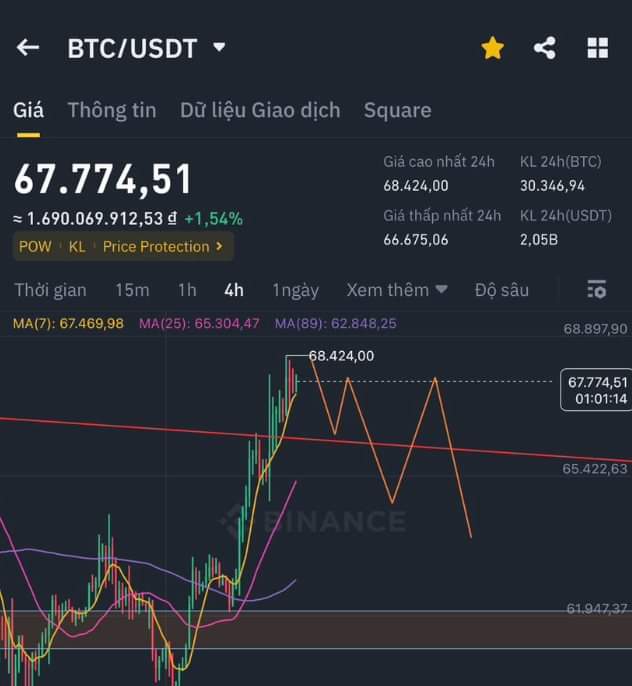 BTC/USDT
Giá Thông tin Dữ liệu Giao dịch Square
67.774,51
≈ 1.690.069.912,53 ₫ +1,54%
POW KL Price Protection
Giá cao nhất 24h KL 24h(BTC)
68.424,00 30.346,94
Giá thấp nhất 24h KL 24h(USDT)
66.675,06 2,05B
Thời gian 15m 1h 4h 1ngày Xem thêm Độ sâu
MA(7): 67.469,98 MA(25): 65.304,47 MA(89): 62.848,25
68.897,90
68.424,00
67.774,51
01:01:14
65.422,63
BINANCE
61.947,37